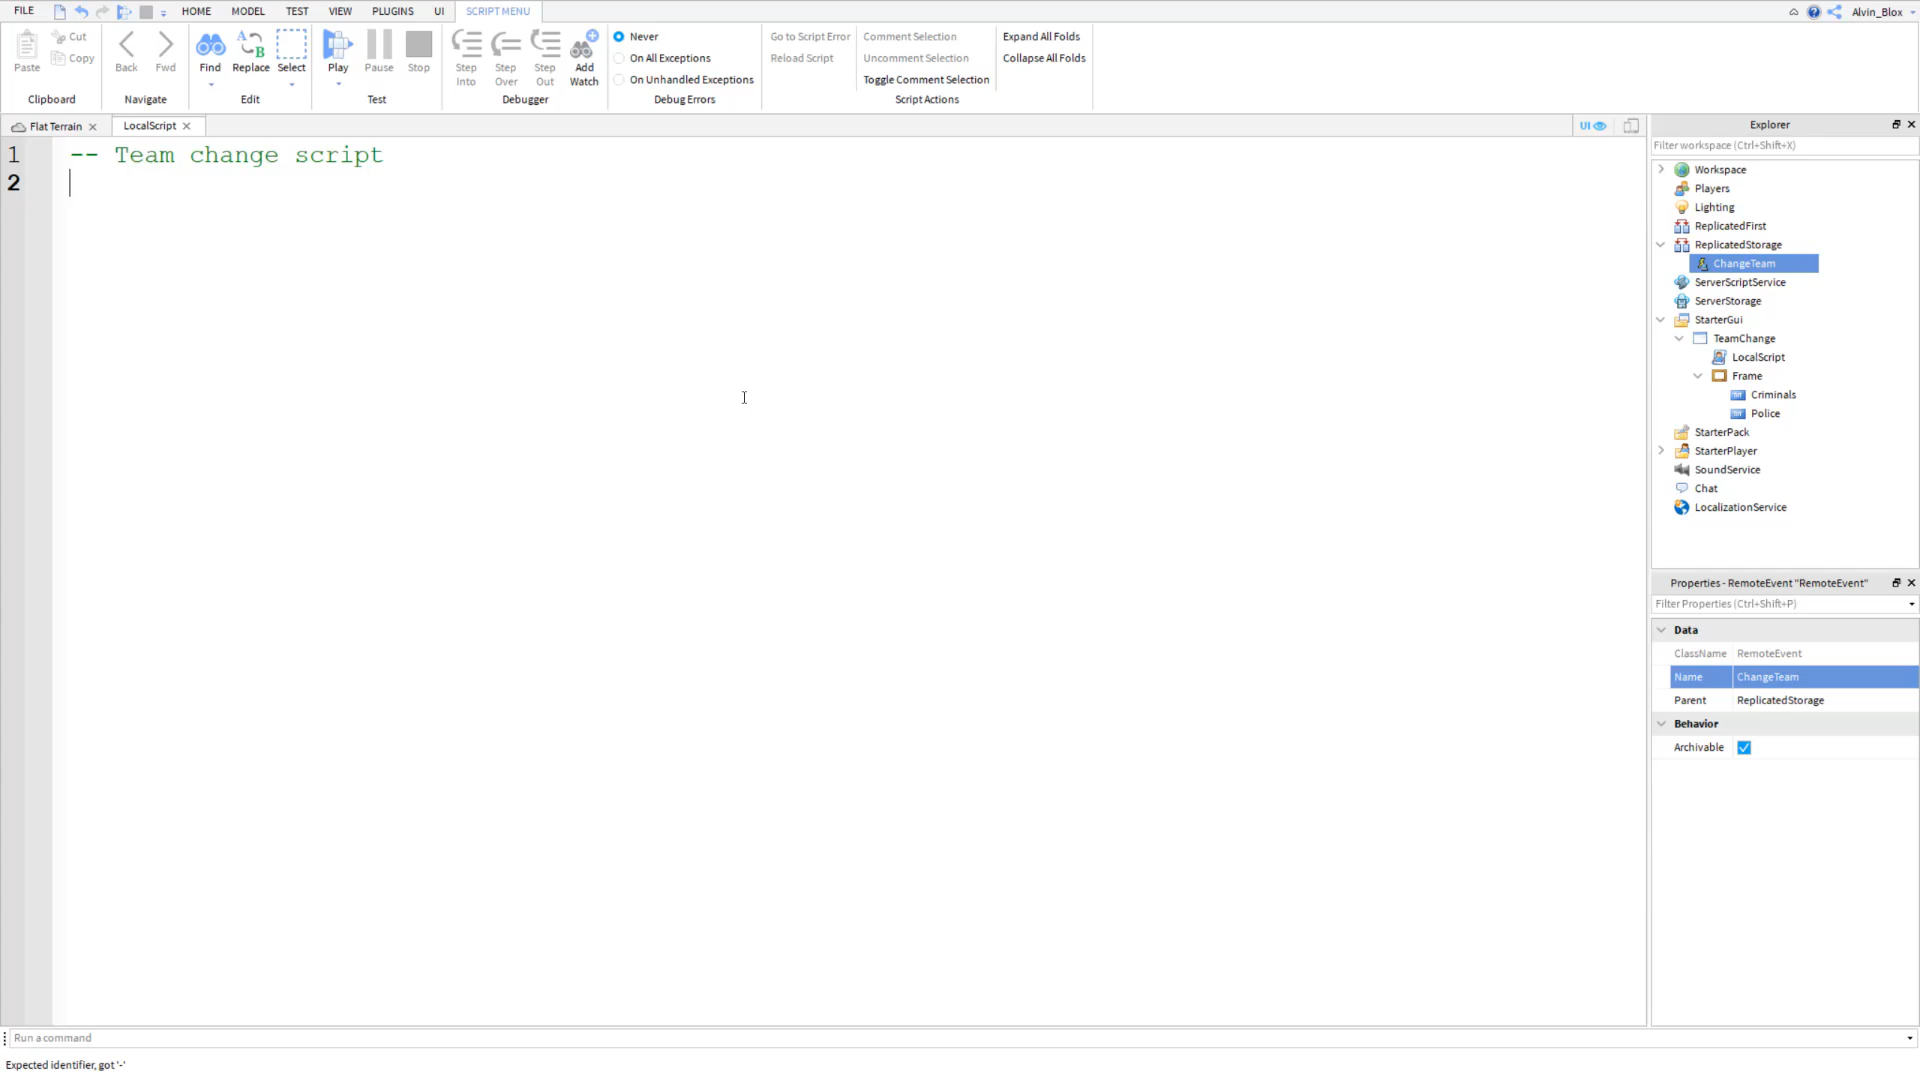 FILE HOME MODEL TEST VIEW PLUGINS UI SCRIPT MENU Alvin_Blox
Paste Cut Copy
Clipboard
Back Fwd
Navigate
Find Replace Select
Edit
Play Pause Stop
Test
Step Into Step Over Step Out Add Watch
Debugger
Never
On All Exceptions
On Unhandled Exceptions
Debug Errors
Go to Script Error
Reload Script
Comment Selection
Uncomment Selection
Toggle Comment Selection
Expand All Folds
Collapse All Folds
Script Actions
Flat Terrain LocalScript UI
1 -- Team change script
2
Explorer
Filter workspace (Ctrl+Shift+X)
Workspace
Players
Lighting
ReplicatedFirst
ReplicatedStorage
ChangeTeam
ServerScriptService
ServerStorage
StarterGui
TeamChange
LocalScript
Frame
Criminals
Police
StarterPack
StarterPlayer
SoundService
Chat
LocalizationService
Properties - RemoteEvent "RemoteEvent"
Filter Properties (Ctrl+Shift+P)
Data
ClassName RemoteEvent
Name ChangeTeam
Parent ReplicatedStorage
Behavior
Archivable
Run a command
Expected identifier, got '-'